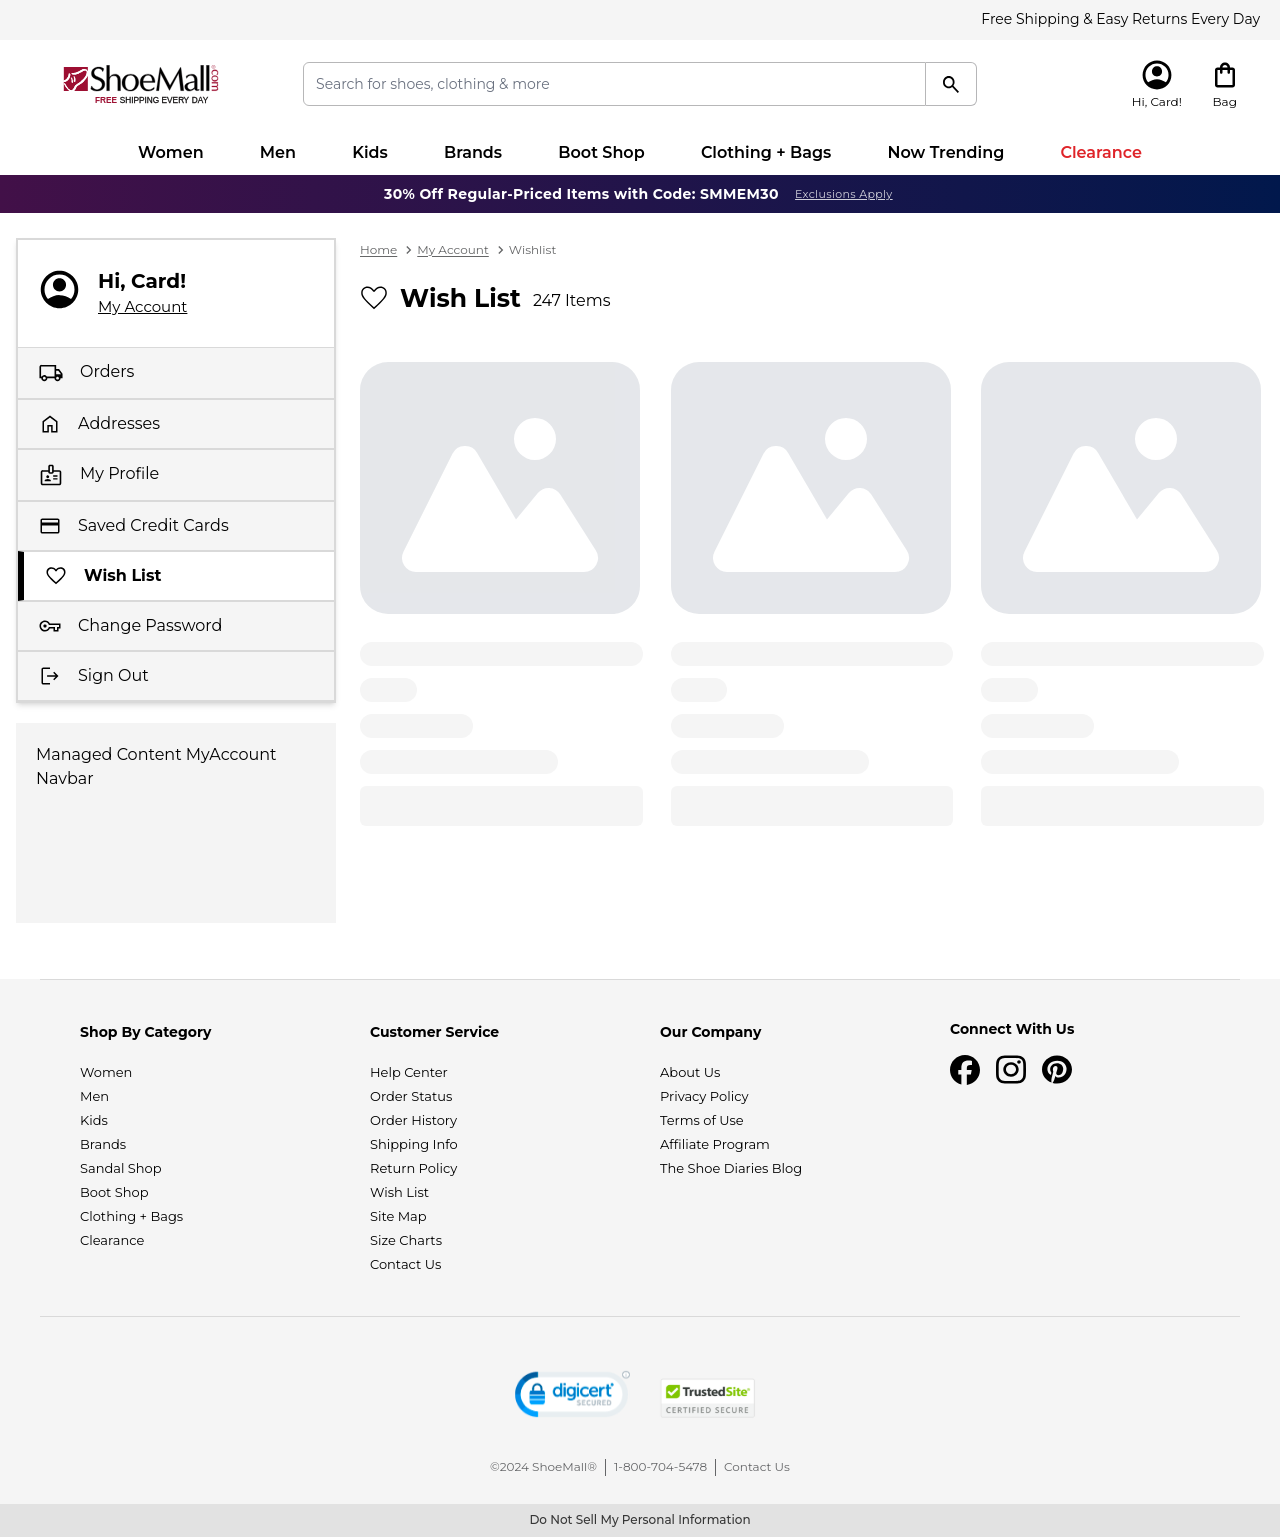 Free Shipping & Easy Returns Every Day
ShoeMall.com
FREE SHIPPING EVERY DAY
Search for shoes, clothing & more
Hi, Card!
Bag
Women
Men
Kids
Brands
Boot Shop
Clothing + Bags
Now Trending
Clearance
30% Off Regular-Priced Items with Code: SMMEM30
Exclusions Apply
Hi, Card!
My Account
Orders
Addresses
My Profile
Saved Credit Cards
Wish List
Change Password
Sign Out
Managed Content MyAccount
Navbar
Home > My Account > Wishlist
Wish List 247 Items
Shop By Category
Women
Men
Kids
Brands
Sandal Shop
Boot Shop
Clothing + Bags
Clearance
Customer Service
Help Center
Order Status
Order History
Shipping Info
Return Policy
Wish List
Site Map
Size Charts
Contact Us
Our Company
About Us
Privacy Policy
Terms of Use
Affiliate Program
The Shoe Diaries Blog
Connect With Us
digicert
SECURED
TrustedSite
CERTIFIED SECURE
©2024 ShoeMall® | 1-800-704-5478 | Contact Us
Do Not Sell My Personal Information